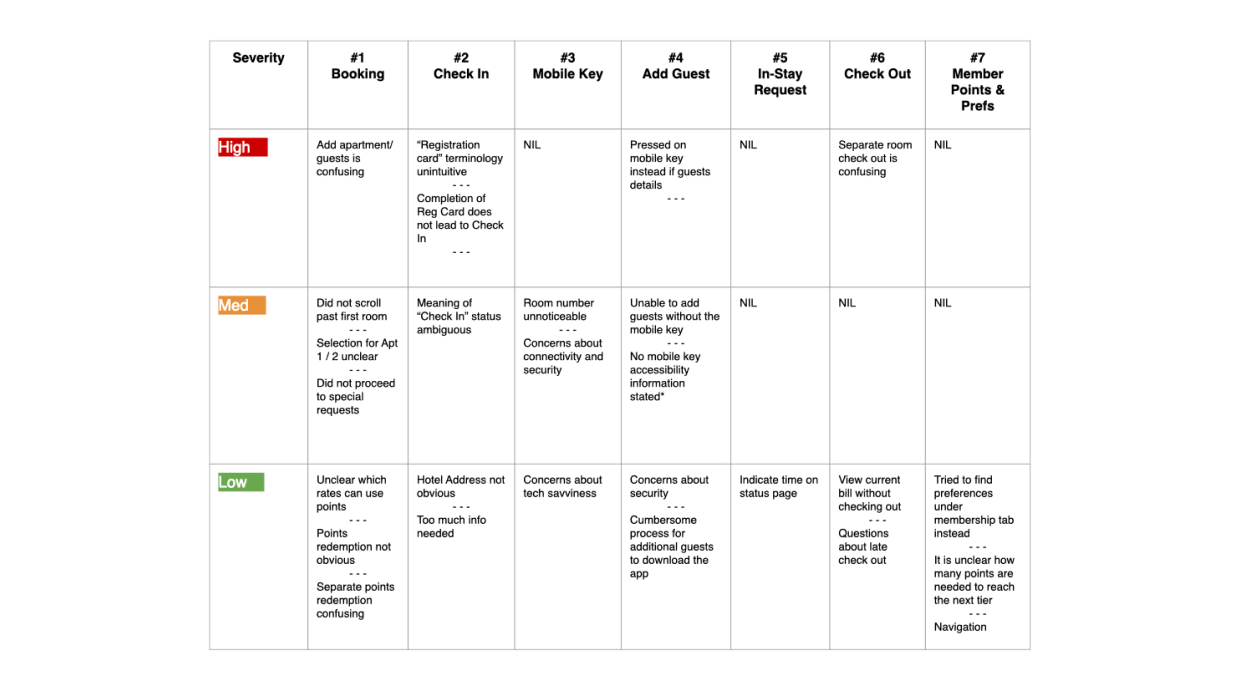 Severity
#1
Booking
#2
Check In
#3
Mobile Key
#4
Add Guest
#5
In-Stay
Request
#6
Check Out
#7
Member
Points &
Prefs
High
Add apartment/
guests is
confusing
“Registration
card” terminology
unintuitive
- - -
Completion of
Reg Card does
not lead to Check
In
- - -
NIL
Pressed on
mobile key
instead if guests
details
- - -
NIL
Separate room
check out is
confusing
NIL
Med
Did not scroll
past first room
- - -
Selection for Apt
1 / 2 unclear
- - -
Did not proceed
to special
requests
Meaning of
“Check In” status
ambiguous
Room number
unnoticeable
- - -
Concerns about
connectivity and
security
Unable to add
guests without the
mobile key
- - -
No mobile key
accessibility
information
stated*
NIL
NIL
NIL
Low
Unclear which
rates can use
points
- - -
Points
redemption not
obvious
- - -
Separate points
redemption
confusing
Hotel Address not
obvious
- - -
Too much info
needed
Concerns about
tech savviness
Concerns about
security
- - -
Cumbersome
process for
additional guests
to download the
app
Indicate time on
status page
View current
bill without
checking out
- - -
Questions
about late
check out
Tried to find
preferences
under
membership tab
instead
- - -
It is unclear how
many points are
needed to reach
the next tier
- - -
Navigation